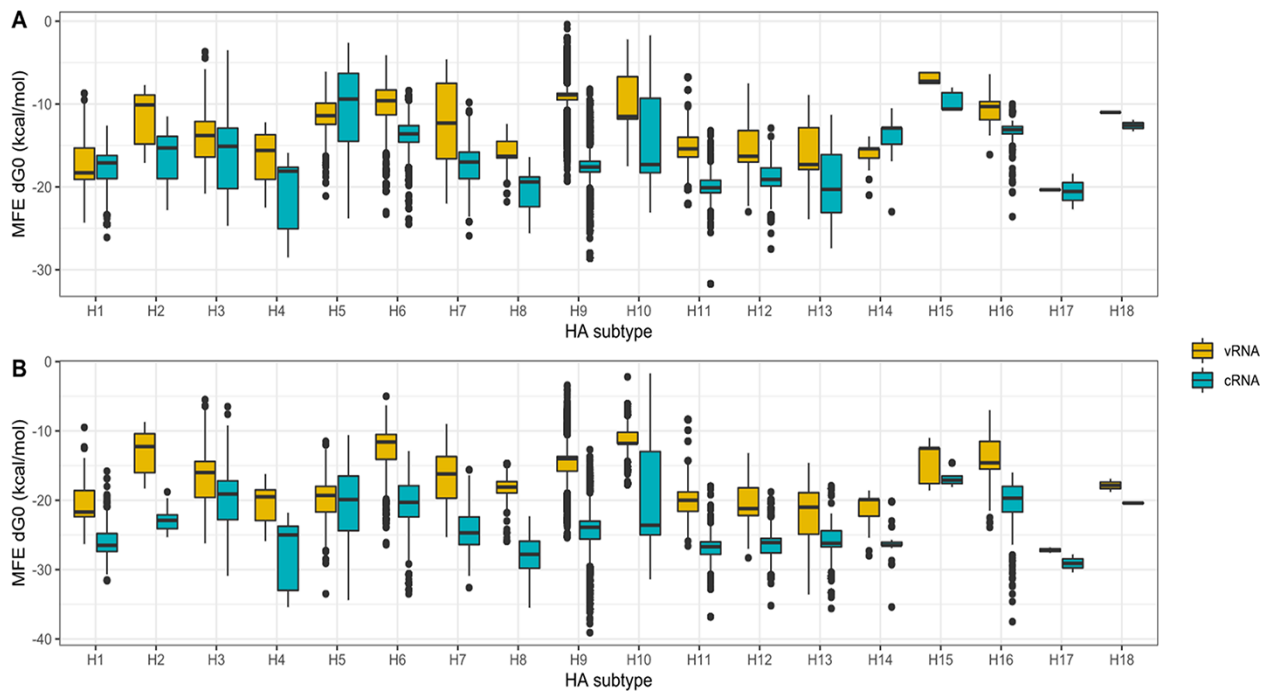 A
MFE dG0 (kcal/mol)
0
-10
-20
-30
H1 H2 H3 H4 H5 H6 H7 H8 H9 H10 H11 H12 H13 H14 H15 H16 H17 H18
HA subtype
B
MFE dG0 (kcal/mol)
0
-10
-20
-30
-40
H1 H2 H3 H4 H5 H6 H7 H8 H9 H10 H11 H12 H13 H14 H15 H16 H17 H18
HA subtype
vRNA
cRNA